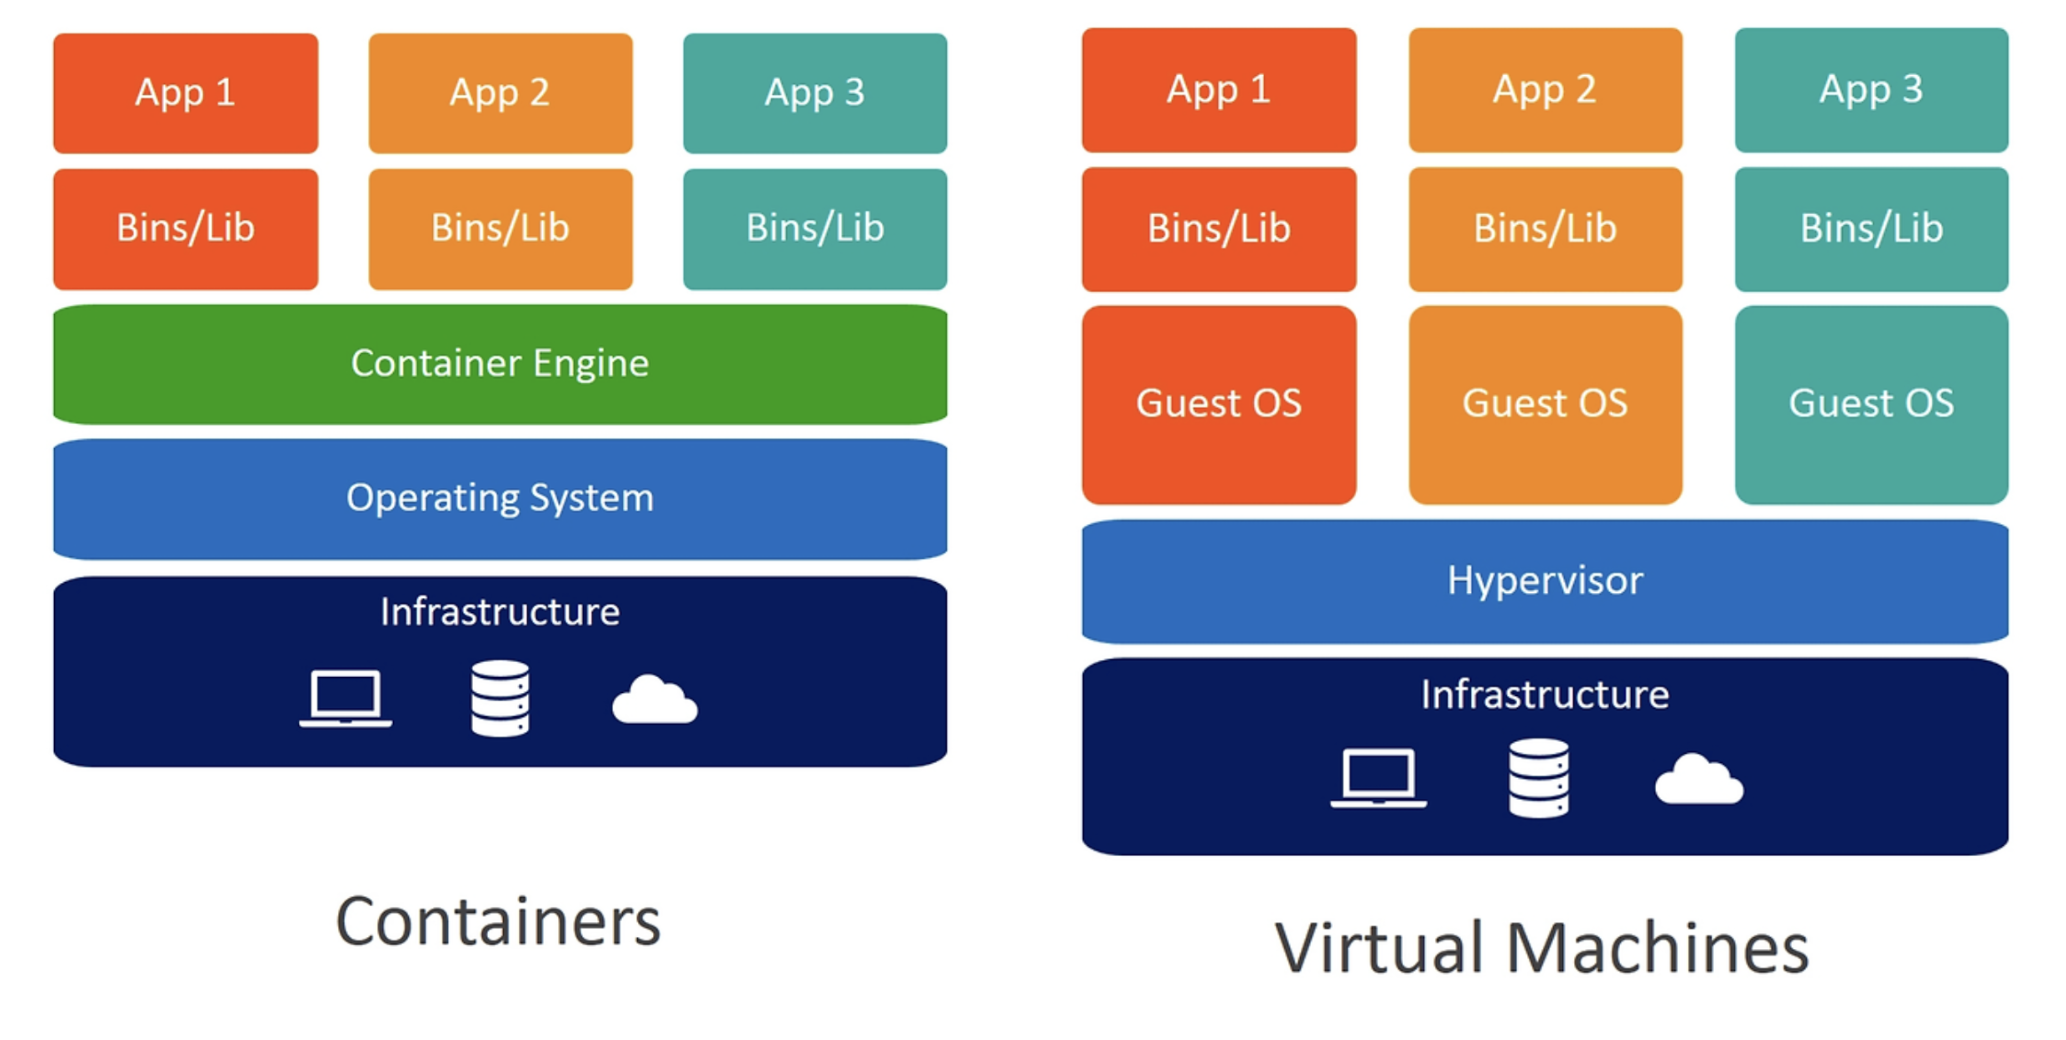 App 1
App 2
App 3
Bins/Lib
Bins/Lib
Bins/Lib
Container Engine
Operating System
Infrastructure
Containers
App 1
App 2
App 3
Bins/Lib
Bins/Lib
Bins/Lib
Guest OS
Guest OS
Guest OS
Hypervisor
Infrastructure
Virtual Machines